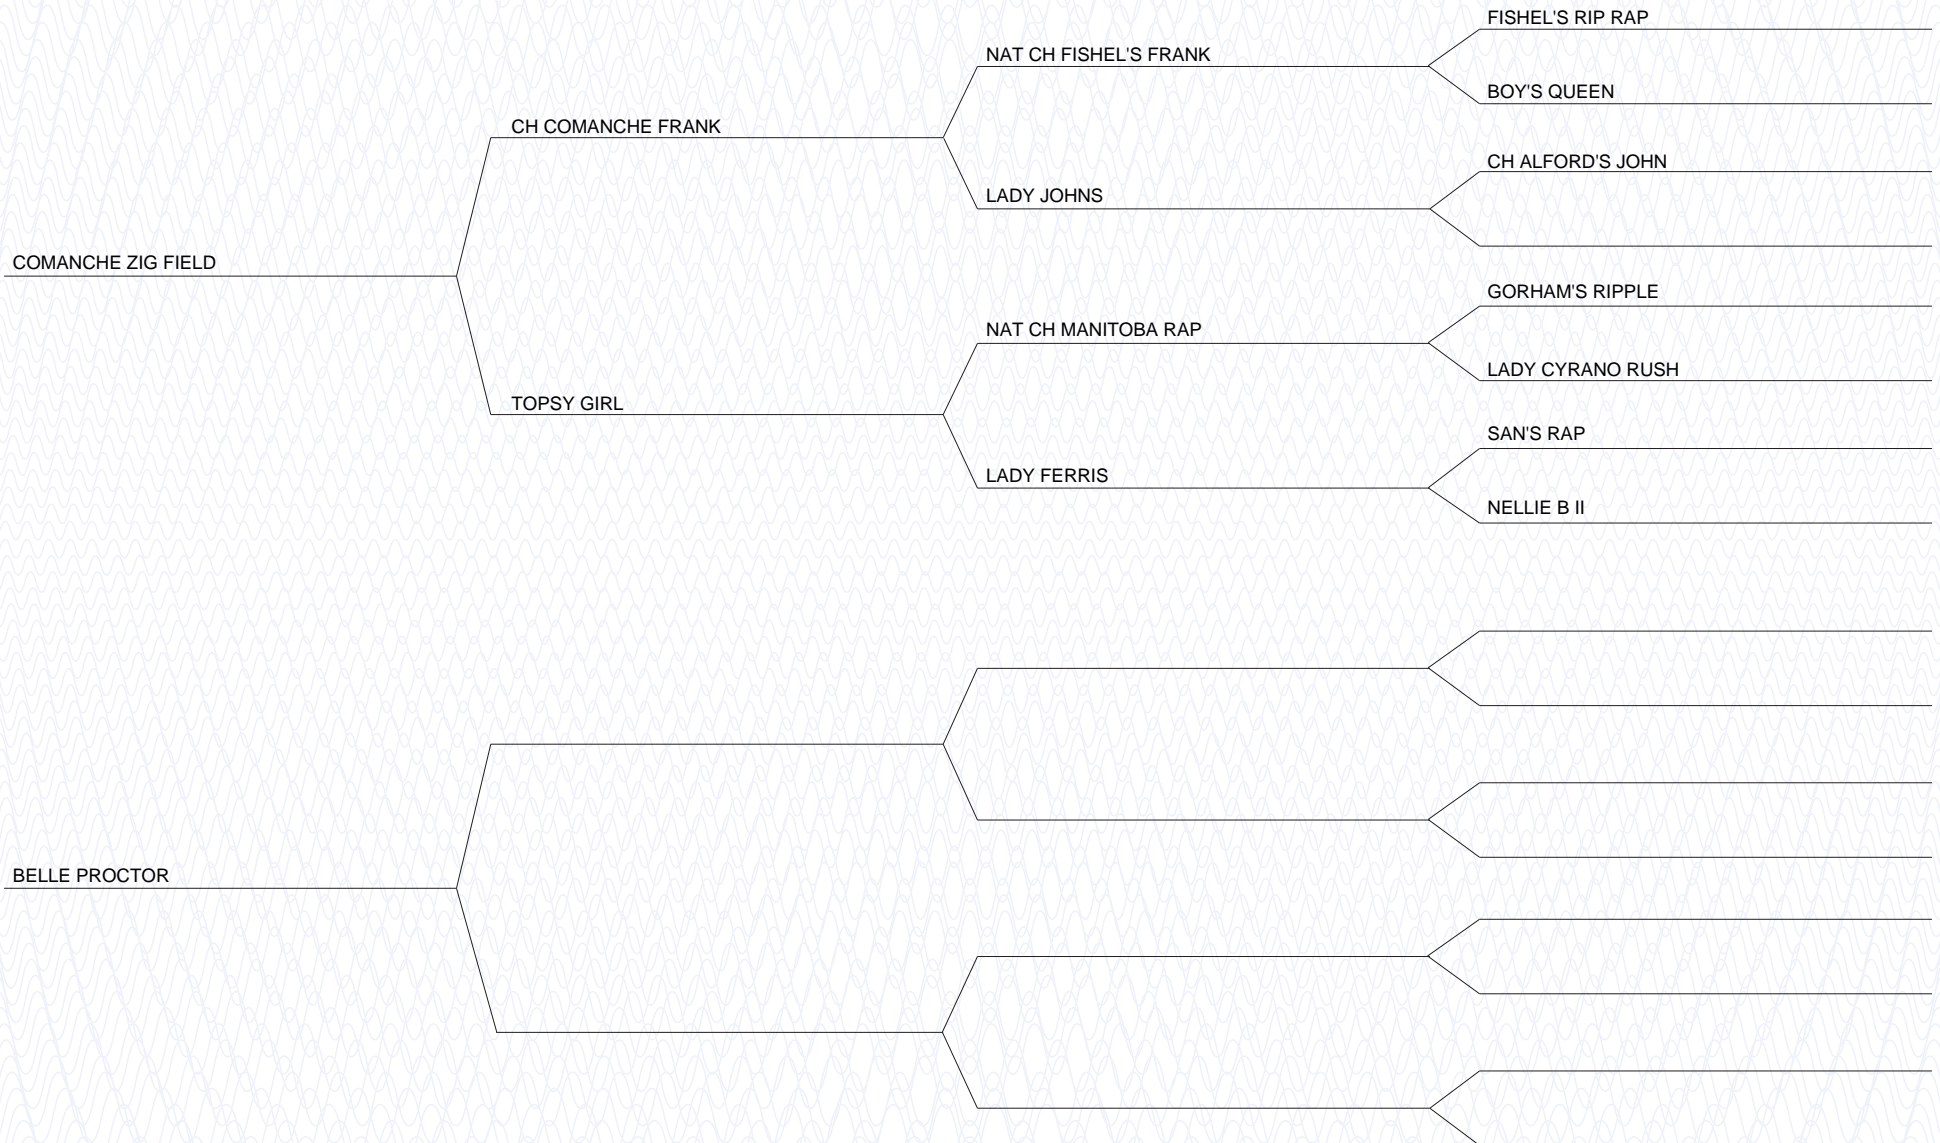 FISHEL'S RIP RAP
NAT CH FISHEL'S FRANK
BOY'S QUEEN
CH COMANCHE FRANK
CH ALFORD'S JOHN
LADY JOHNS
COMANCHE ZIG FIELD
GORHAM'S RIPPLE
NAT CH MANITOBA RAP
LADY CYRANO RUSH
TOPSY GIRL
SAN'S RAP
LADY FERRIS
NELLIE B II
BELLE PROCTOR